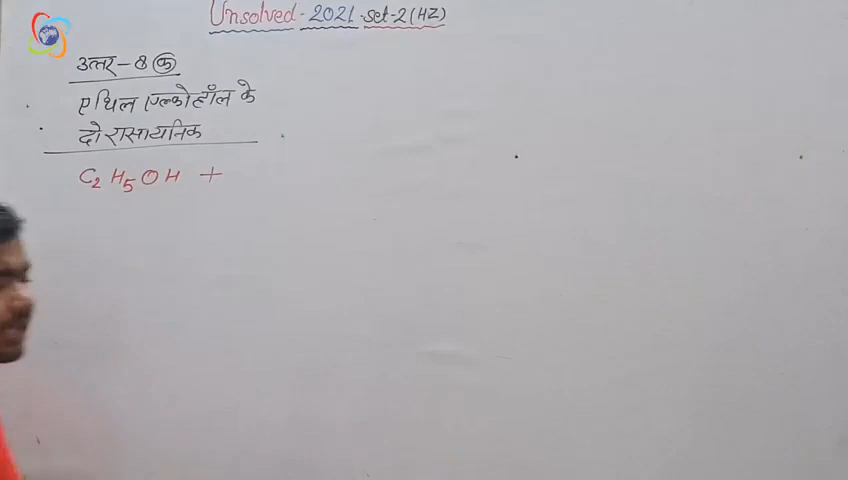 Unsolved-2021-set-2(HZ)
उत्तर-8 (क)
एथिल एल्कोहॉल के
दो रासायनिक
C2H5OH +